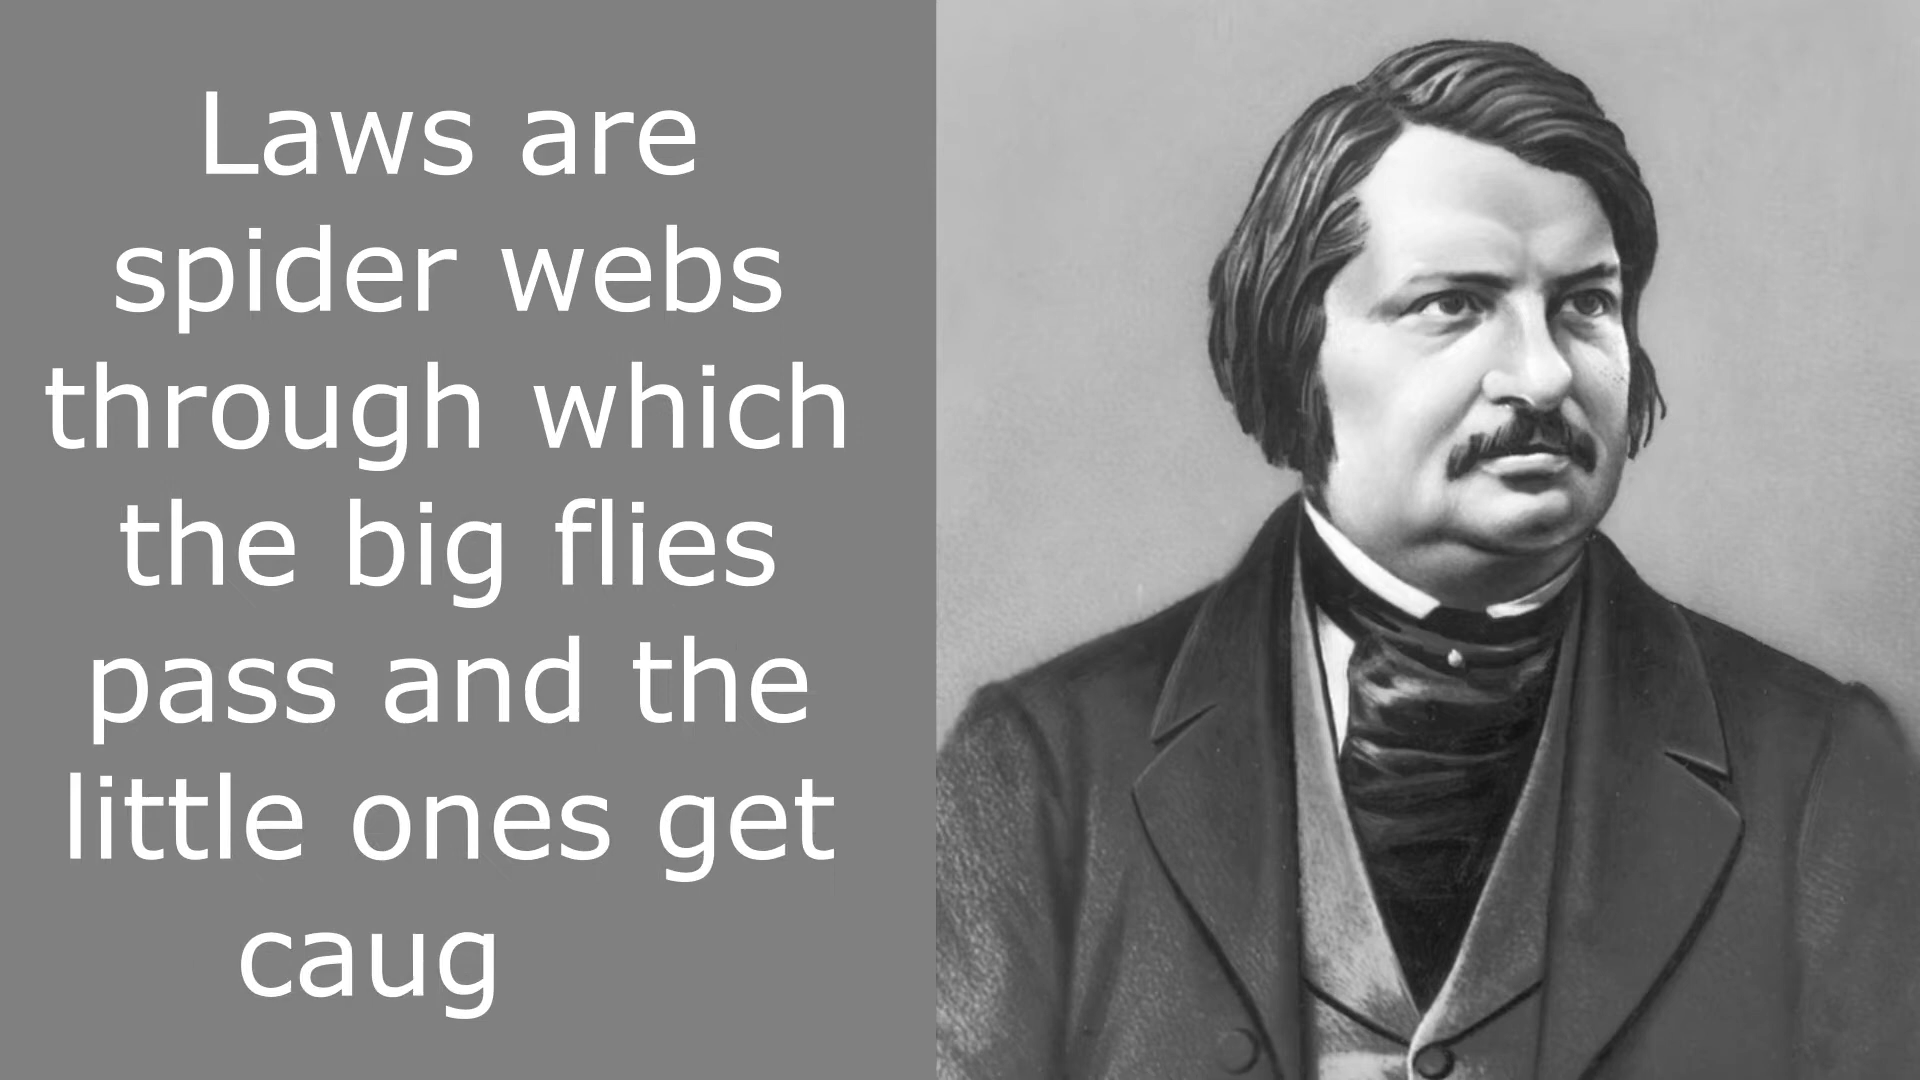 Laws are
spider webs
through which
the big flies
pass and the
little ones get
caug